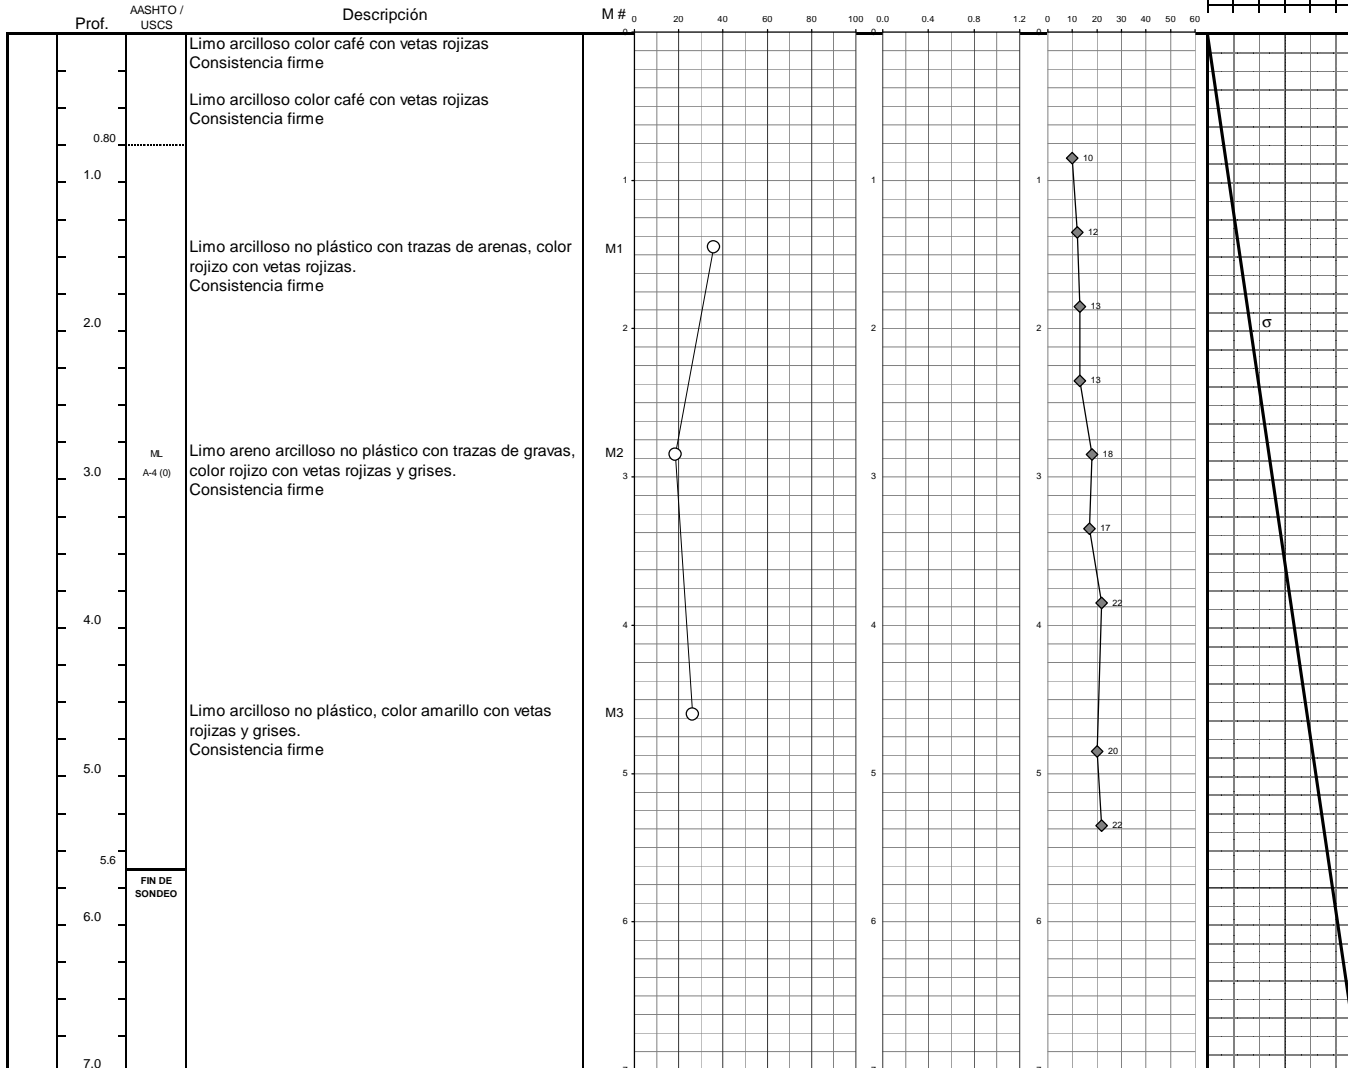 Prof.
AASHTO /
USCS
Descripción
M #
0 20 40 60 80 100
0.0 0.4 0.8 1.2
0 10 20 30 40 50 60
Limo arcilloso color café con vetas rojizas
Consistencia firme
Limo arcilloso color café con vetas rojizas
Consistencia firme
0.80
10
1.0
1 1 1
12
Limo arcilloso no plástico con trazas de arenas, color
rojizo con vetas rojizas.
Consistencia firme
M1
13
2.0
2 2 2
σ
13
ML
A-4 (0)
Limo areno arcilloso no plástico con trazas de gravas,
color rojizo con vetas rojizas y grises.
Consistencia firme
M2
18
3.0
3 3 3
17
22
4.0
4 4 4
Limo arcilloso no plástico, color amarillo con vetas
rojizas y grises.
Consistencia firme
M3
20
5.0
5 5 5
22
5.6
FIN DE
SONDEO
6.0
6 6 6
7.0